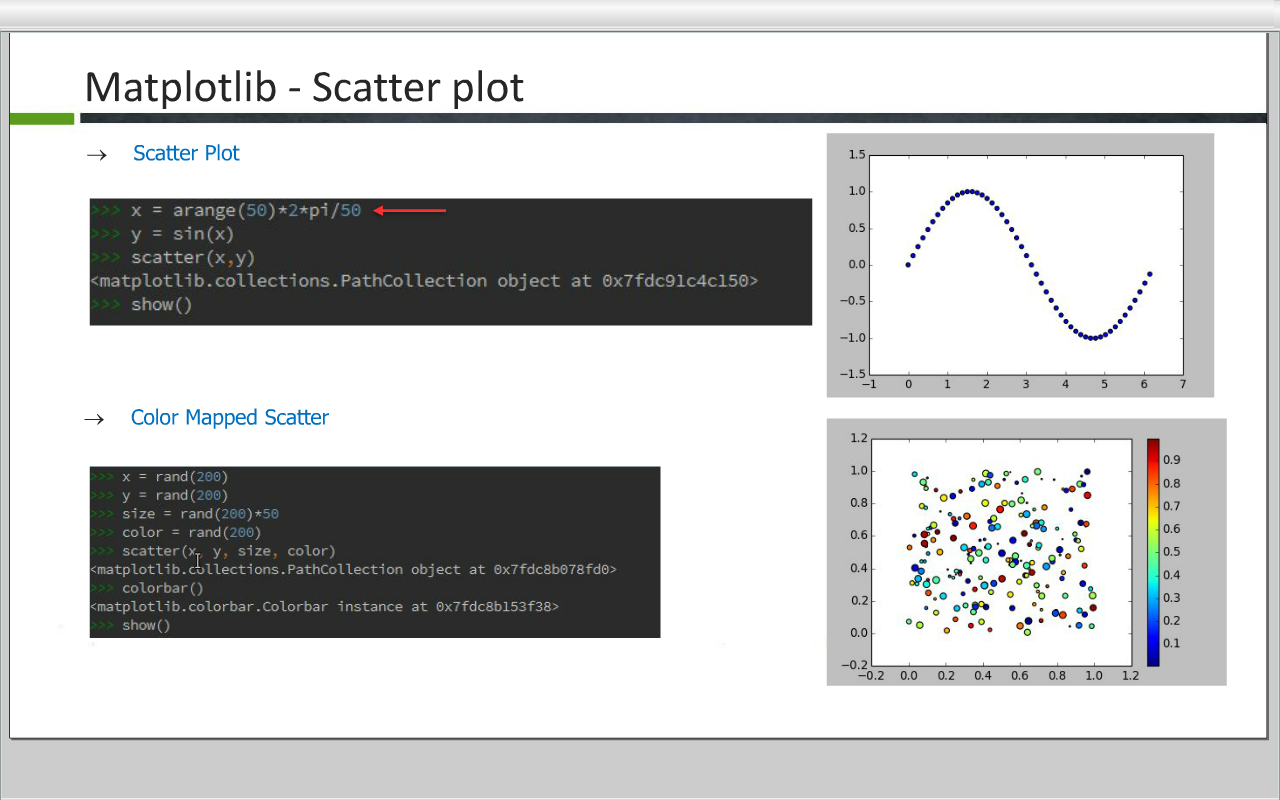 Matplotlib - Scatter plot
→ Scatter Plot
>>> x = arange(50)*2*pi/50
>>> y = sin(x)
>>> scatter(x,y)
<matplotlib.collections.PathCollection object at 0x7fdc91c4c150>
>>> show()
1.5
1.0
0.5
0.0
−0.5
−1.0
−1.5
−1 0 1 2 3 4 5 6 7
→ Color Mapped Scatter
>>> x = rand(200)
>>> y = rand(200)
>>> size = rand(200)*50
>>> color = rand(200)
>>> scatter(x, y, size, color)
<matplotlib.collections.PathCollection object at 0x7fdc8b078fd0>
>>> colorbar()
<matplotlib.colorbar.Colorbar instance at 0x7fdc8b153f38>
>>> show()
1.2
1.0
0.8
0.6
0.4
0.2
0.0
−0.2
−0.2 0.0 0.2 0.4 0.6 0.8 1.0 1.2
0.9
0.8
0.7
0.6
0.5
0.4
0.3
0.2
0.1